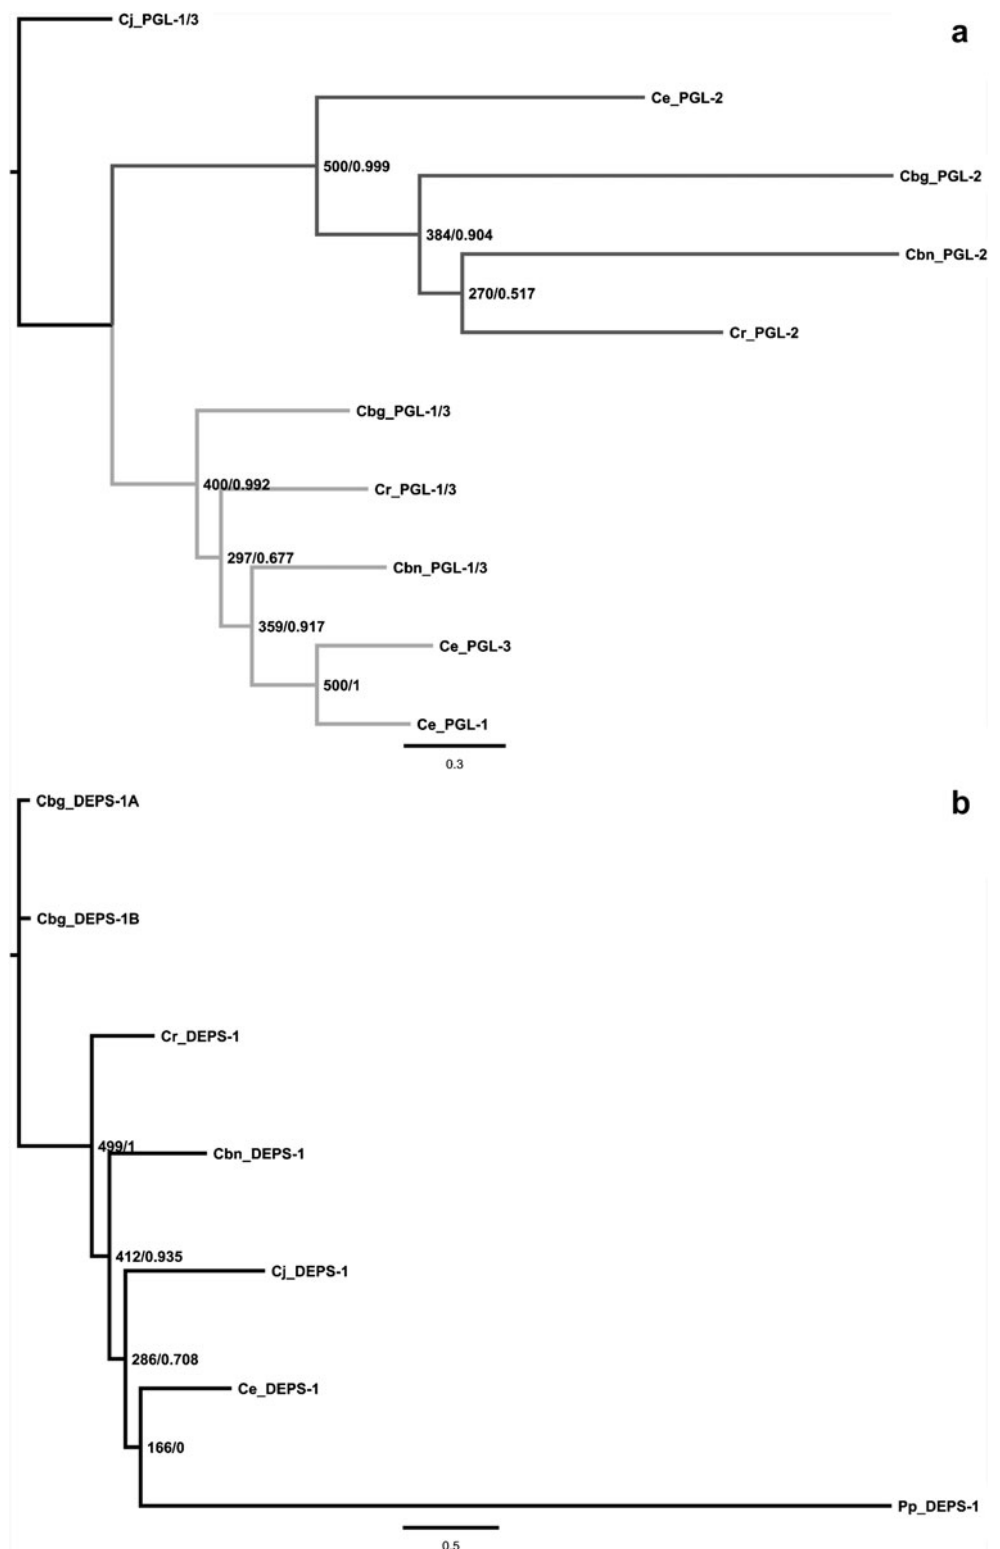 Cj_PGL-1/3
a
Ce_PGL-2
500/0.999
Cbg_PGL-2
384/0.904
Cbn_PGL-2
270/0.517
Cr_PGL-2
Cbg_PGL-1/3
400/0.992
Cr_PGL-1/3
297/0.677
Cbn_PGL-1/3
359/0.917
Ce_PGL-3
500/1
Ce_PGL-1
0.3
Cbg_DEPS-1A
b
Cbg_DEPS-1B
Cr_DEPS-1
499/1
Cbn_DEPS-1
412/0.935
Cj_DEPS-1
286/0.708
Ce_DEPS-1
166/0
Pp_DEPS-1
0.5